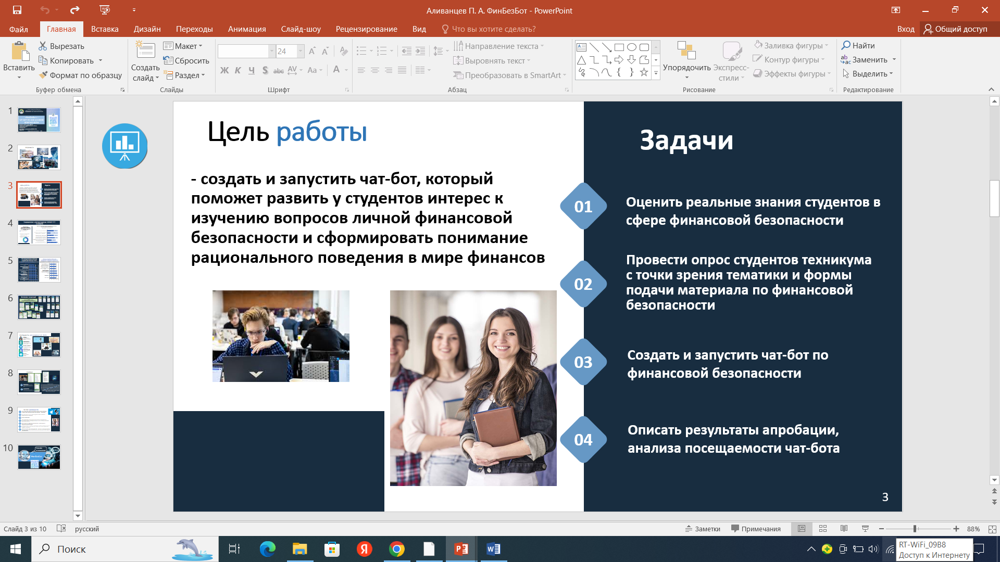 Аливанцев П. А. ФинБезБот - PowerPoint
Файл
Главная
Вставка
Дизайн
Переходы
Анимация
Слайд-шоу
Рецензирование
Вид
Что вы хотите сделать?
Вход
Общий доступ
Вставить
Вырезать
Копировать
Формат по образцу
Буфер обмена
Создать
слайд
Макет
Сбросить
Раздел
Слайды
24
Ж К Ч S abc AV Aa A
Шрифт
Направление текста
Выровнять текст
Преобразовать в SmartArt
Абзац
Упорядочить
Экспресс-
стили
Заливка фигуры
Контур фигуры
Эффекты фигуры
Рисование
Найти
Заменить
Выделить
Редактирование
1
2
3
4
5
6
7
8
9
10
Цель работы
- создать и запустить чат-бот, который
поможет развить у студентов интерес к
изучению вопросов личной финансовой
безопасности и сформировать понимание
рационального поведения в мире финансов
Задачи
01
Оценить реальные знания студентов в
сфере финансовой безопасности
02
Провести опрос студентов техникума
с точки зрения тематики и формы
подачи материала по финансовой
безопасности
03
Создать и запустить чат-бот по
финансовой безопасности
04
Описать результаты апробации,
анализа посещаемости чат-бота
3
Слайд 3 из 10
русский
Заметки
Примечания
88%
Поиск
RT-WiFi_09B8
Доступ к Интернету